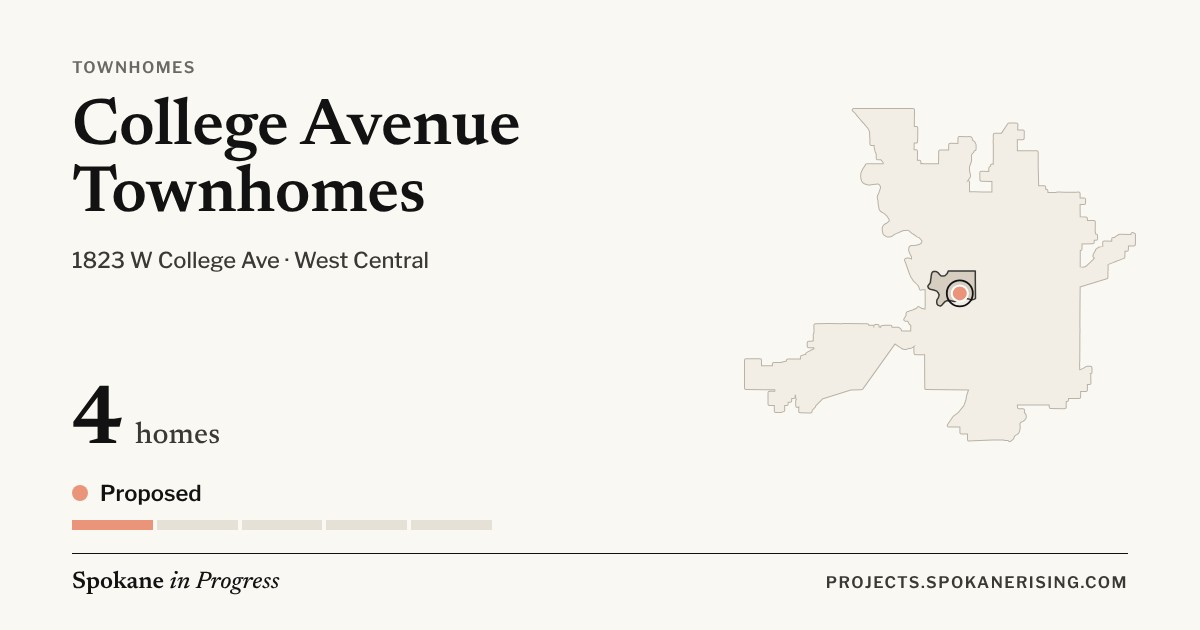 TOWNHOMES
College Avenue
Townhomes
1823 W College Ave · West Central
4 homes
Proposed
Spokane in Progress
PROJECTS.SPOKANERISING.COM